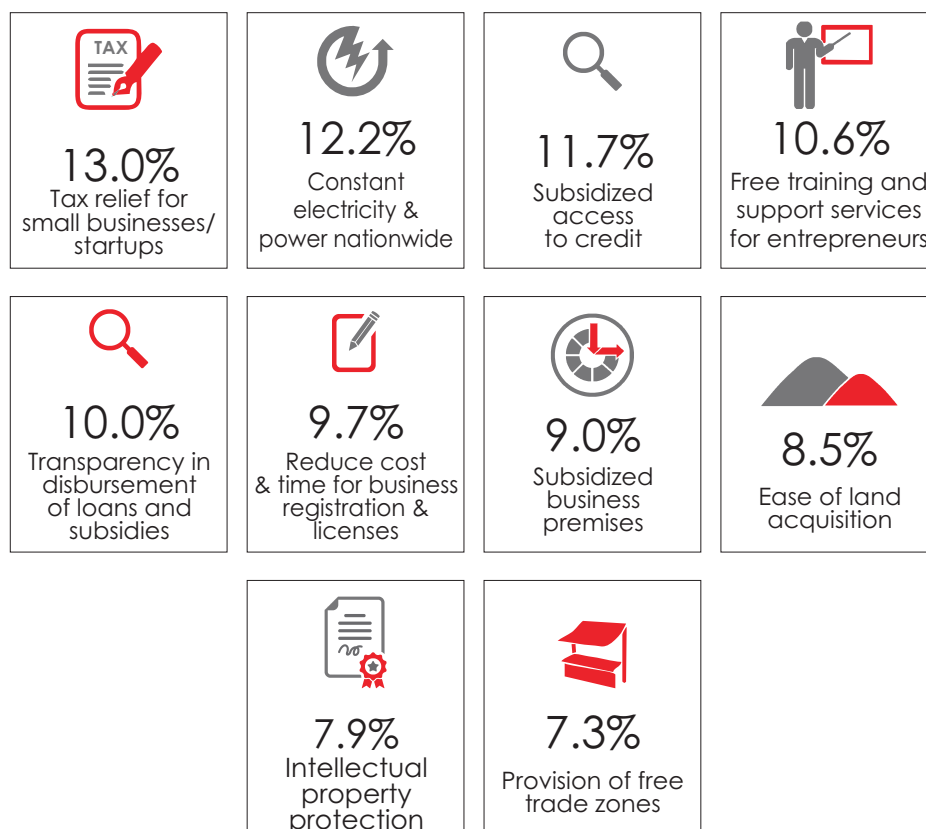 TAX
13.0%
Tax relief for
small businesses/
startups
12.2%
Constant
electricity &
power nationwide
11.7%
Subsidized
access
to credit
10.6%
Free training and
support services
for entrepreneurs
10.0%
Transparency in
disbursement
of loans and
subsidies
9.7%
Reduce cost
& time for business
registration &
licenses
9.0%
Subsidized
business
premises
8.5%
Ease of land
acquisition
7.9%
Intellectual
property
protection
7.3%
Provision of free
trade zones